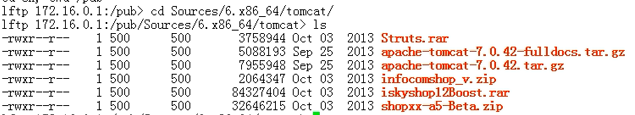 lftp 172.16.0.1:/pub> cd Sources/6.x86_64/tomcat/
lftp 172.16.0.1:/pub/Sources/6.x86_64/tomcat> ls
-rwxr--r-- 1 500 500 3758944 Oct 03 2013 Struts.rar
-rwxr--r-- 1 500 500 5088193 Sep 25 2013 apache-tomcat-7.0.42-fulldocs.tar.gz
-rwxr--r-- 1 500 500 7955948 Sep 25 2013 apache-tomcat-7.0.42.tar.gz
-rwxr--r-- 1 500 500 2064347 Oct 03 2013 infocomshop_v.zip
-rwxr--r-- 1 500 500 84327404 Oct 03 2013 iskyshop12Boost.rar
-rwxr--r-- 1 500 500 32646215 Oct 03 2013 shopxx-a5-Beta.zip